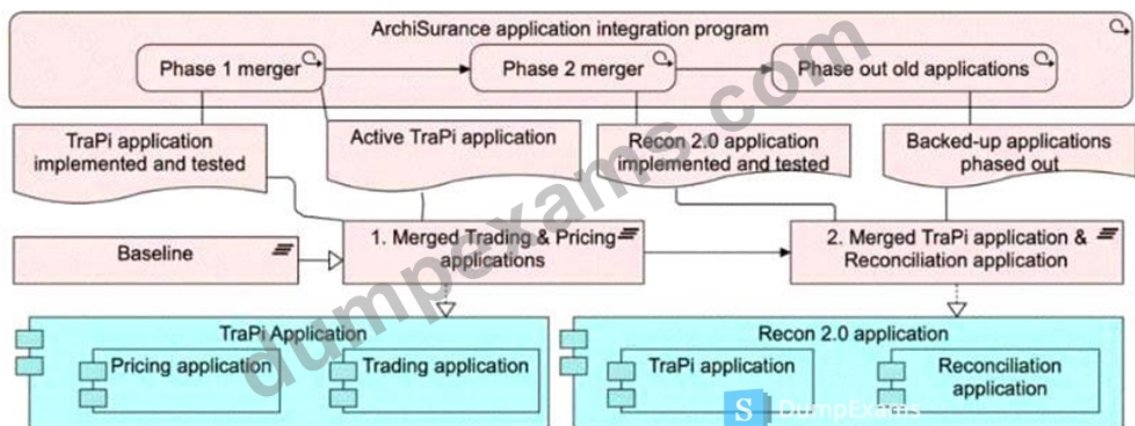 ArchiSurance application integration program
Phase 1 merger
Phase 2 merger
Phase out old applications
TraPi application
implemented and tested
Active TraPi application
Recon 2.0 application
implemented and tested
Backed-up applications
phased out
Baseline
1. Merged Trading & Pricing
applications
2. Merged TraPi application &
Reconciliation application
TraPi Application
Pricing application
Trading application
Recon 2.0 application
TraPi application
Reconciliation
application
dumpexams.com
S DumpExams